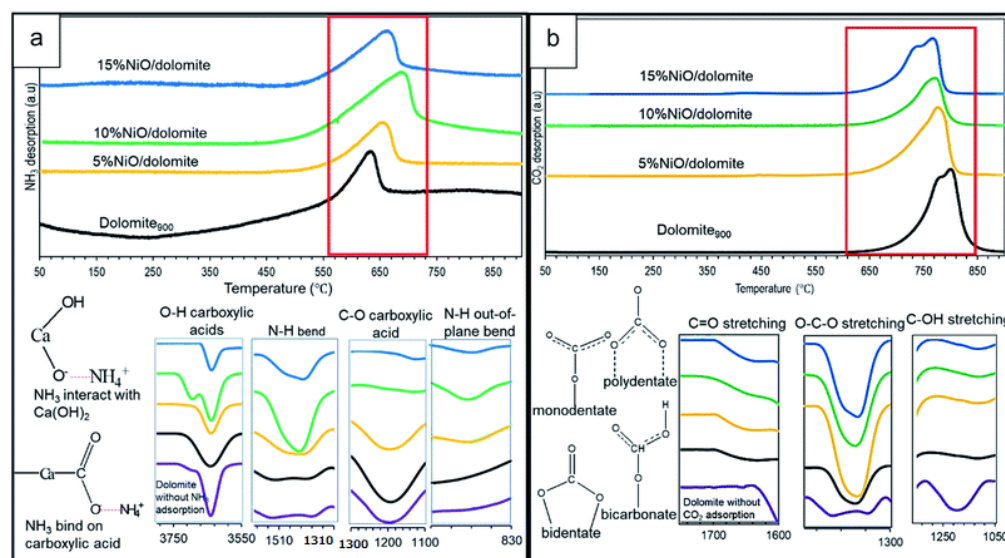 a
NH₃ desorption (a.u)
15%NiO/dolomite
10%NiO/dolomite
5%NiO/dolomite
Dolomite₉₀₀
50 150 250 350 450 550 650 750 850
Temperature (°C)
OH
Ca
O⁻
NH₄⁺
NH₃ interact with
Ca(OH)₂
O
Ca
C
O
NH₄⁺
NH₃ bind on
carboxylic acid
O-H carboxylic
acids
N-H bend
C-O carboxylic
acid
N-H out-of-
plane bend
Dolomite
without NH₃
adsorption
3750 3550
1510 1310
1300 1200 1100
830
b
CO₂ desorption (a.u)
15%NiO/dolomite
10%NiO/dolomite
5%NiO/dolomite
Dolomite₉₀₀
50 150 250 350 450 550 650 750 850
Temperature (°C)
O
O
C
O
O
C
O
O
polydentate
monodentate
H
O
O
CH
O
O
C
O
O
bicarbonate
bidentate
C=O stretching
O-C-O stretching
C-OH stretching
Dolomite without
CO₂ adsorption
1700 1600
1300
1250 1150 1050